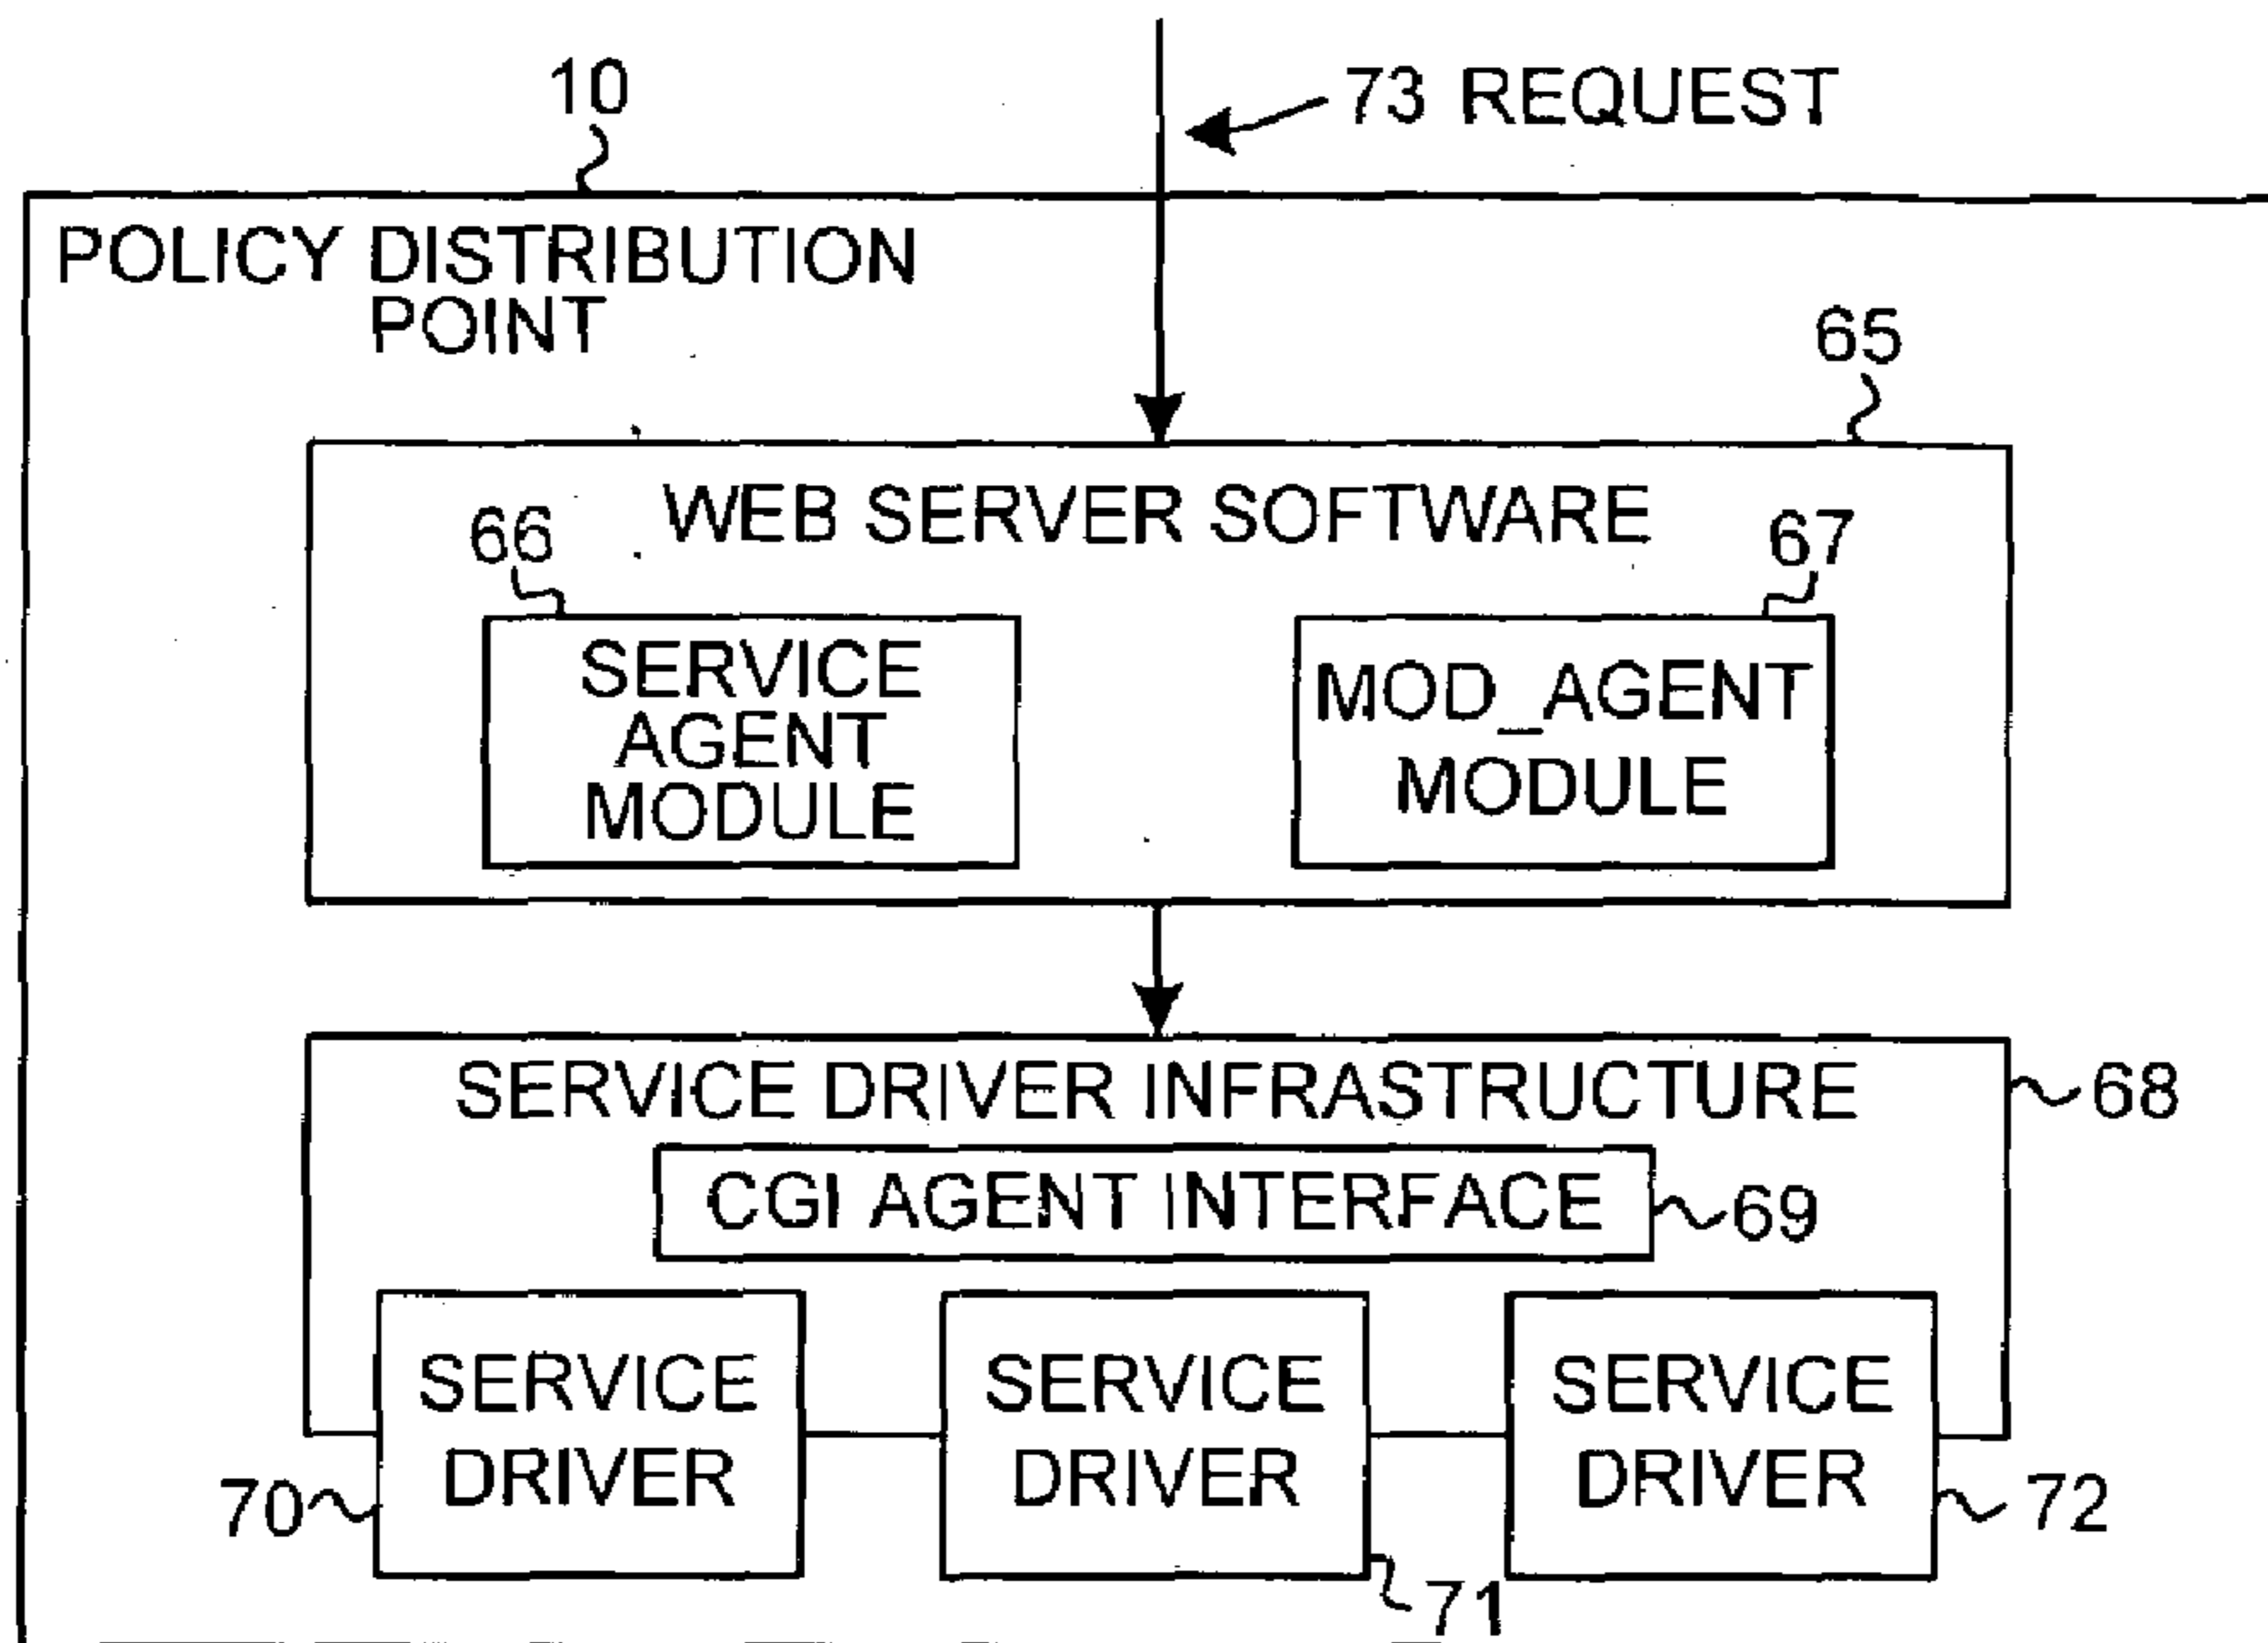 10
73 REQUEST
POLICY DISTRIBUTION
POINT
65
WEB SERVER SOFTWARE
66
67
SERVICE
AGENT
MODULE
MOD_AGENT
MODULE
SERVICE DRIVER INFRASTRUCTURE
68
CGI AGENT INTERFACE
69
SERVICE
DRIVER
SERVICE
DRIVER
SERVICE
DRIVER
70
71
72